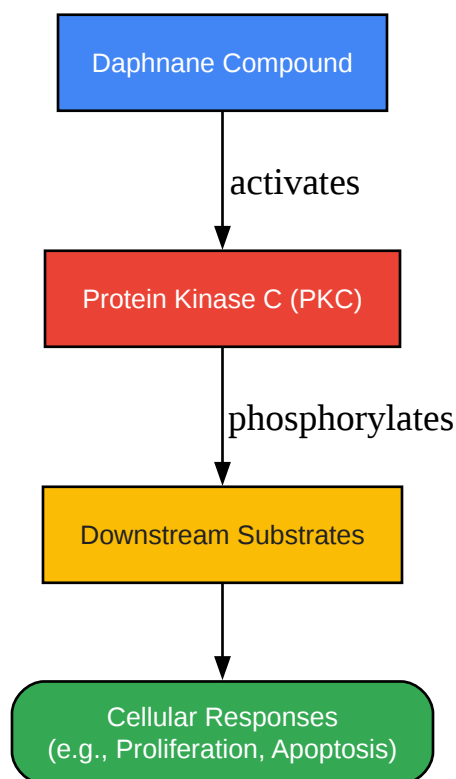 Daphnane Compound
activates
Protein Kinase C (PKC)
phosphorylates
Downstream Substrates
Cellular Responses
(e.g., Proliferation, Apoptosis)